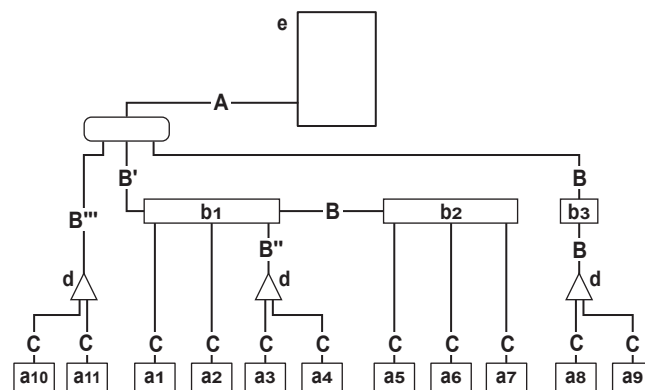 e
A
B' B
B''' b1 B b2 b3
B'' B
d d d
C C C C C C C C C C C
a10 a11 a1 a2 a3 a4 a5 a6 a7 a8 a9